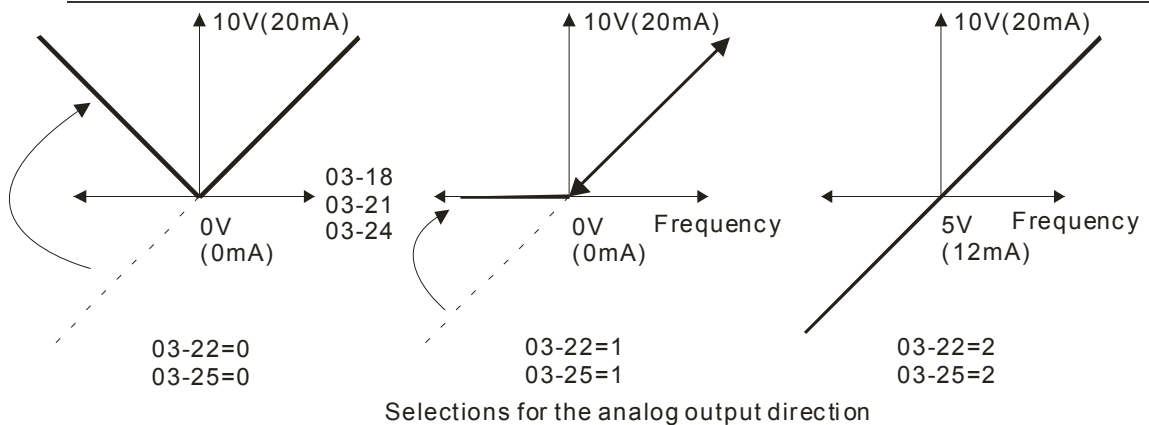 10V(20mA)
10V(20mA)
10V(20mA)
03-18
03-21
03-24
0V
(0mA)
0V
(0mA)
Frequency
5V
(12mA)
Frequency
03-22=0
03-25=0
03-22=1
03-25=1
03-22=2
03-25=2
Selections for the analog output direction